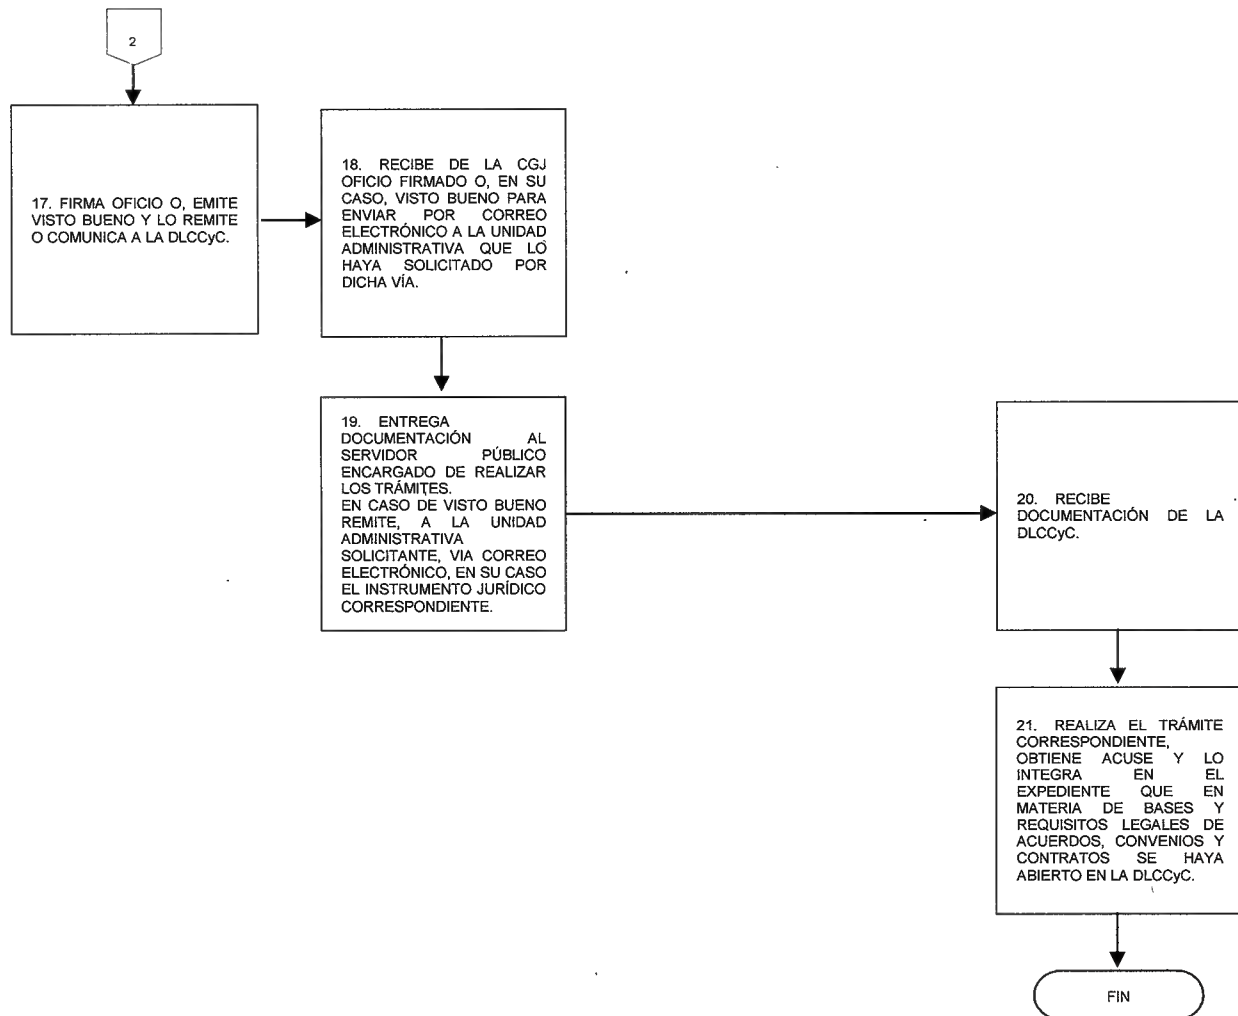 2
17. FIRMA OFICIO O, EMITE
VISTO BUENO Y LO REMITE
O COMUNICA A LA DLCCyC.
18. RECIBE DE LA CGJ
OFICIO FIRMADO O, EN SU
CASO, VISTO BUENO PARA
ENVIAR POR CORREO
ELECTRÓNICO A LA UNIDAD
ADMINISTRATIVA QUE LO
HAYA SOLICITADO POR
DICHA VÍA.
19. ENTREGA
DOCUMENTACIÓN AL
SERVIDOR PÚBLICO
ENCARGADO DE REALIZAR
LOS TRÁMITES.
EN CASO DE VISTO BUENO
REMITE, A LA UNIDAD
ADMINISTRATIVA
SOLICITANTE, VIA CORREO
ELECTRÓNICO, EN SU CASO
EL INSTRUMENTO JURÍDICO
CORRESPONDIENTE.
20. RECIBE
DOCUMENTACIÓN DE LA
DLCCyC.
21. REALIZA EL TRÁMITE
CORRESPONDIENTE,
OBTIENE ACUSE Y LO
INTEGRA EN EL
EXPEDIENTE QUE EN
MATERIA DE BASES Y
REQUISITOS LEGALES DE
ACUERDOS, CONVENIOS Y
CONTRATOS SE HAYA
ABIERTO EN LA DLCCyC.
FIN